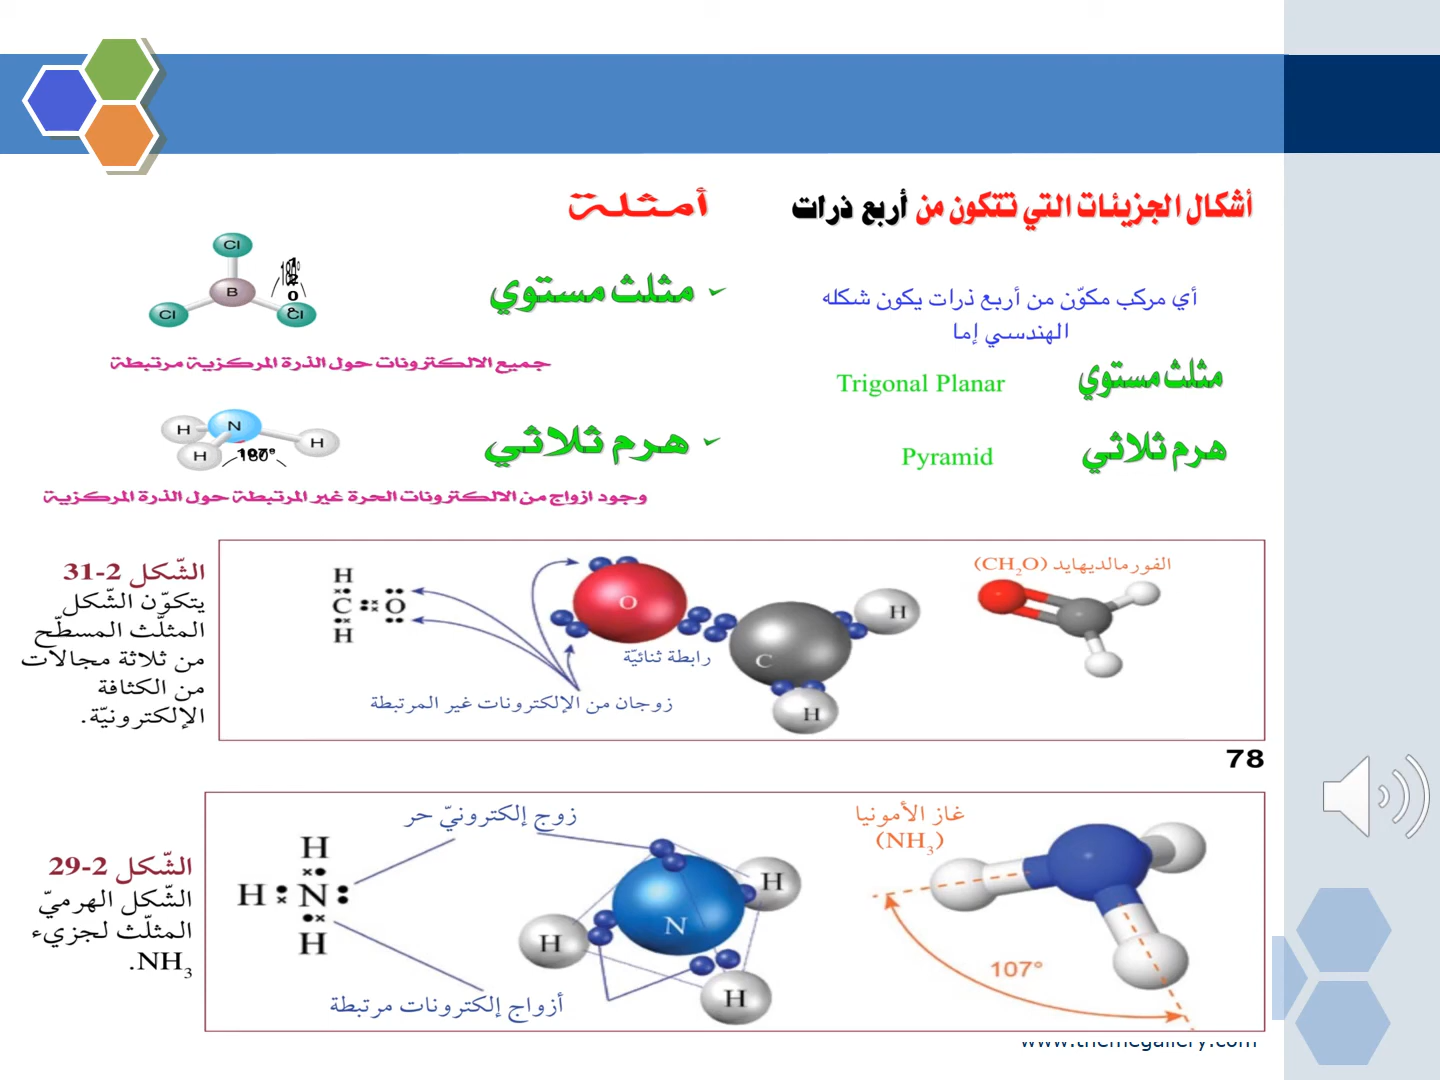 أشكال الجزيئات التي تتكون من أربع ذرات
أي مركب مكوّن من أربع ذرات يكون شكله
الهندسي إما
مثلث مستوي
Trigonal Planar
هرم ثلاثي
Pyramid
أمثلة
✓ مثلث مستوي
Cl
B
Cl
Cl
جميع الالكترونات حول الذرة المركزية مرتبطة
✓ هرم ثلاثي
H
N
H
H
وجود ازواج من الالكترونات الحرة غير المرتبطة حول الذرة المركزية
الشّكل 2-31
يتكوّن الشّكل
المثلّث المسطّح
من ثلاثة مجالات
من الكثافة
الإلكترونيّة.
الفورمالديهايد (CH₂O)
H
C O
H
O
C
H
H
رابطة ثنائيّة
زوجان من الإلكترونات غير المرتبطة
78
الشّكل 2-29
الشّكل الهرميّ
المثلّث لجزيء
NH₃.
غاز الأمونيا
(NH₃)
107°
زوج إلكترونيّ حر
H
H N
H
N
H
H
H
أزواج إلكترونات مرتبطة
www.themegallery.com